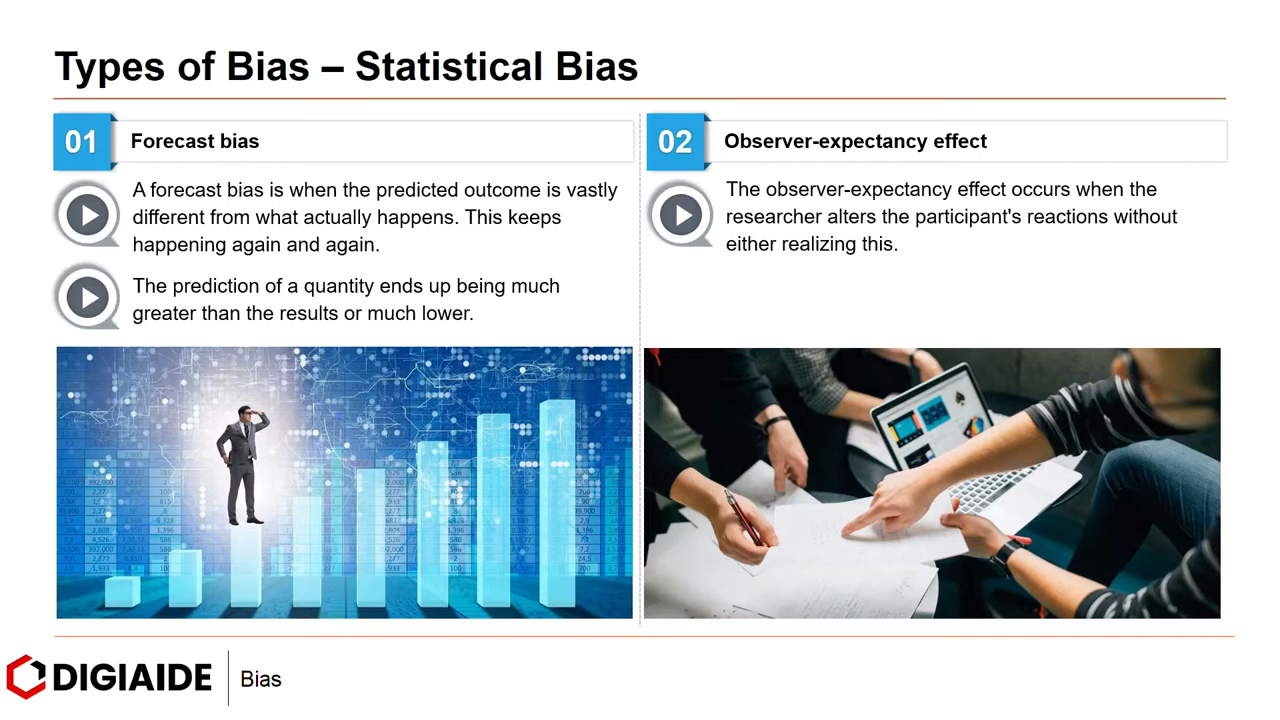 Types of Bias – Statistical Bias
01
Forecast bias
A forecast bias is when the predicted outcome is vastly
different from what actually happens. This keeps
happening again and again.
The prediction of a quantity ends up being much
greater than the results or much lower.
02
Observer-expectancy effect
The observer-expectancy effect occurs when the
researcher alters the participant's reactions without
either realizing this.
DIGIAIDE
Bias